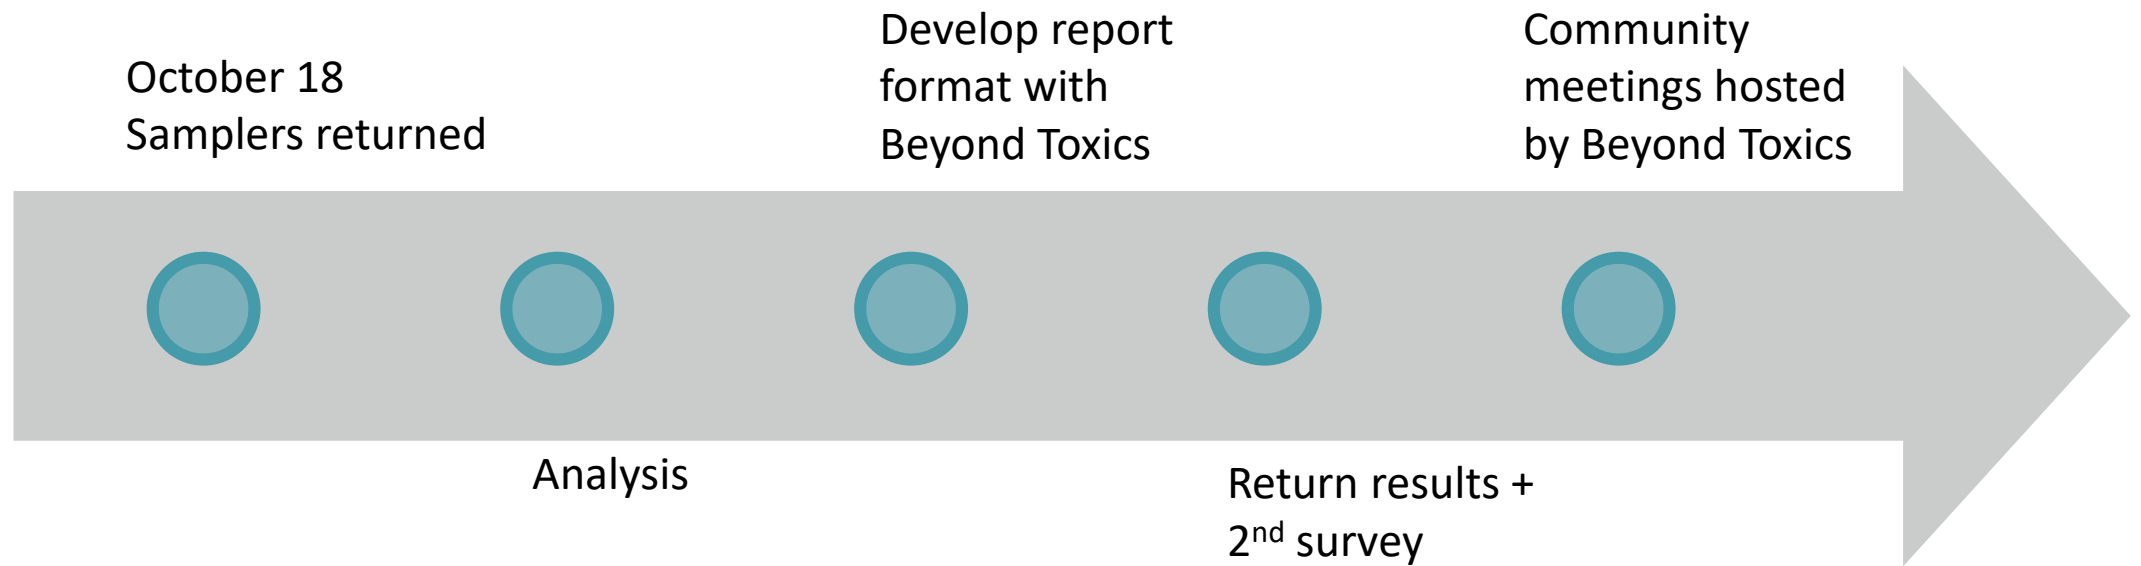 October 18
Samplers returned
Analysis
Develop report
format with
Beyond Toxics
Return results +
2nd survey
Community
meetings hosted
by Beyond Toxics